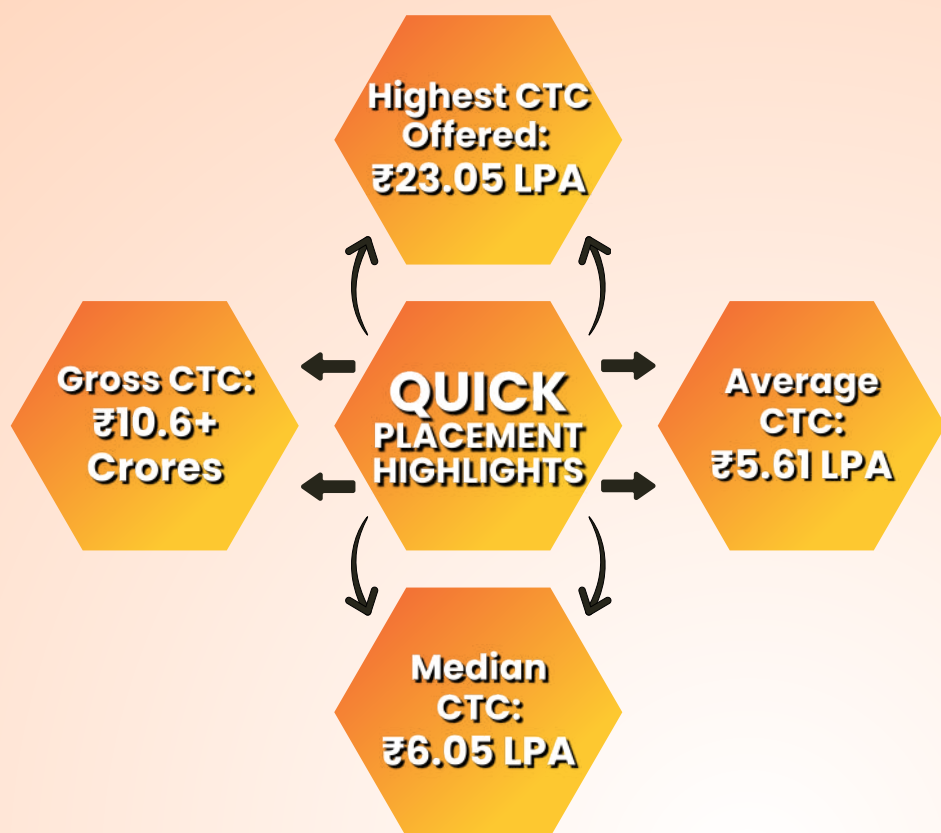 Highest CTC
Offered:
₹23.05 LPA
Gross CTC:
₹10.6+
Crores
QUICK
PLACEMENT
HIGHLIGHTS
Average
CTC:
₹5.61 LPA
Median
CTC:
₹6.05 LPA